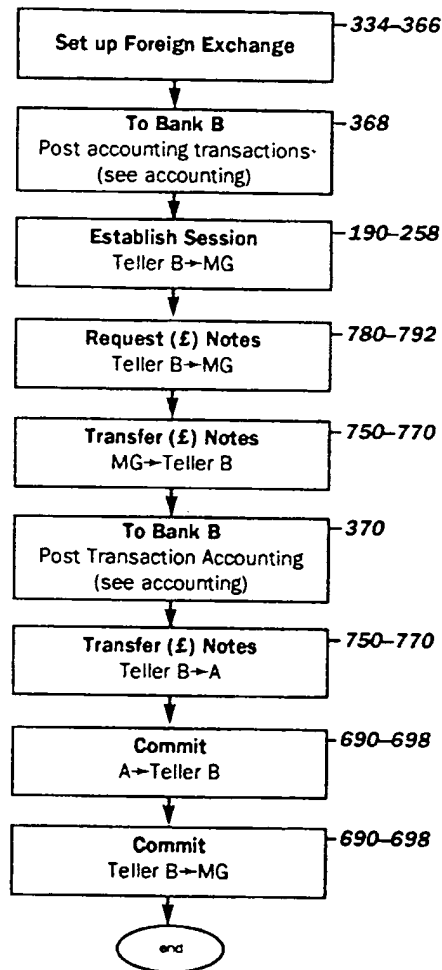 Set up Foreign Exchange
334–366
To Bank B
368
Post accounting transactions·
(see accounting)
Establish Session
190–258
Teller B→MG
Request (£) Notes
780–792
Teller B→MG
Transfer (£) Notes
750–770
MG→Teller B
To Bank B
370
Post Transaction Accounting
(see accounting)
Transfer (£) Notes
750–770
Teller B→A
Commit
690–698
A→Teller B
Commit
690–698
Teller B→MG
end